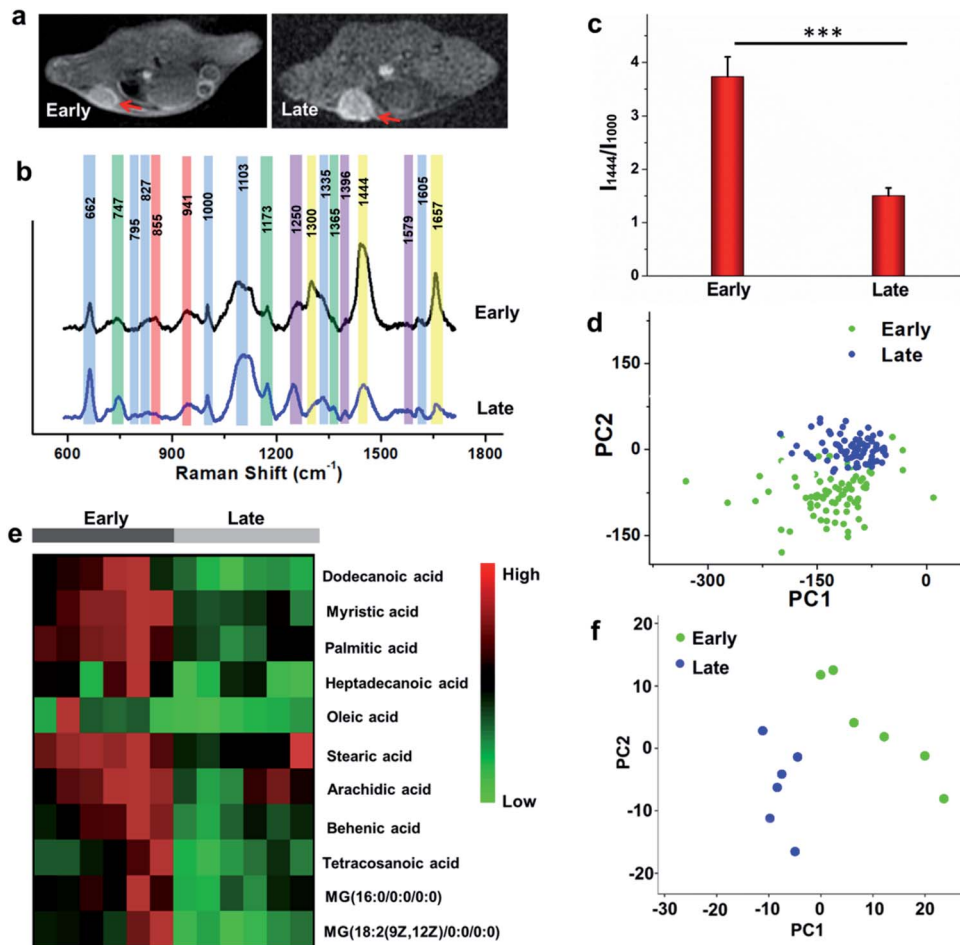 a
Early
Late
b
662
747
795
827
855
941
1000
1103
1173
1250
1300
1335
1365
1396
1444
1579
1605
1657
Early
Late
600
900
1200
1500
1800
Raman Shift (cm-1)
c
***
I1444/I1000
4
3
2
1
0
Early
Late
d
Early
Late
PC2
150
0
-150
-300
-150
0
PC1
e
Early
Late
Dodecanoic acid
Myristic acid
Palmitic acid
Heptadecanoic acid
Oleic acid
Stearic acid
Arachidic acid
Behenic acid
Tetracosanoic acid
MG(16:0/0:0/0:0)
MG(18:2(9Z,12Z)/0:0/0:0)
High
Low
f
Early
Late
PC2
20
10
0
-10
-20
-30
-20
-10
0
10
20
PC1